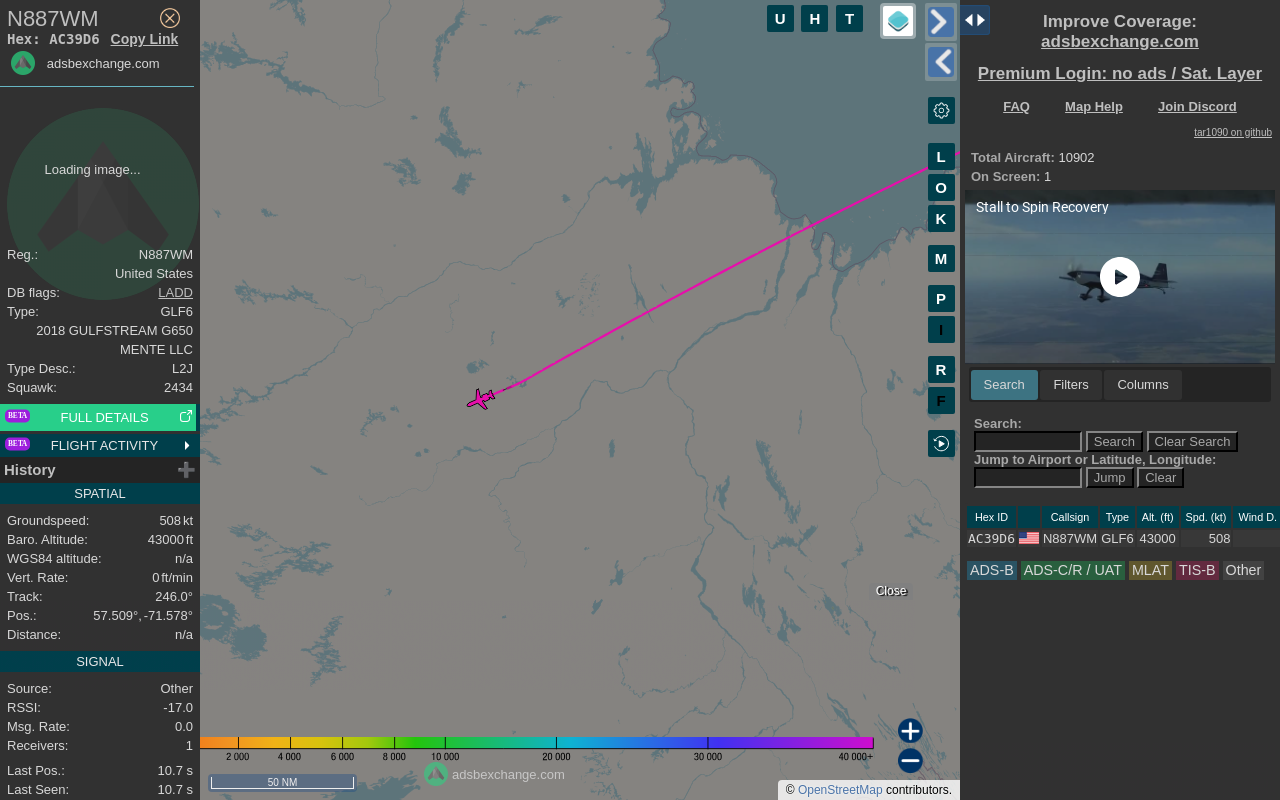 N887WM
Hex: AC39D6 Copy Link
adsbexchange.com
Loading image...
Reg.: N887WM
United States
DB flags: LADD
Type: GLF6
2018 GULFSTREAM G650
MENTE LLC
Type Desc.: L2J
Squawk: 2434
BETA FULL DETAILS
BETA FLIGHT ACTIVITY
History
SPATIAL
Groundspeed: 508 kt
Baro. Altitude: 43000 ft
WGS84 altitude: n/a
Vert. Rate: 0 ft/min
Track: 246.0°
Pos.: 57.509°, -71.578°
Distance: n/a
SIGNAL
Source: Other
RSSI: -17.0
Msg. Rate: 0.0
Receivers: 1
Last Pos.: 10.7 s
Last Seen: 10.7 s
U H T
L
O
K
M
P
I
R
F
Close
2 000 4 000 6 000 8 000 10 000 20 000 30 000 40 000+
50 NM
adsbexchange.com
© OpenStreetMap contributors.
Improve Coverage:
adsbexchange.com
Premium Login: no ads / Sat. Layer
FAQ Map Help Join Discord
tar1090 on github
Total Aircraft: 10902
On Screen: 1
Stall to Spin Recovery
Search Filters Columns
Search:
Search Clear Search
Jump to Airport or Latitude, Longitude:
Jump Clear
Hex ID Callsign Type Alt. (ft) Spd. (kt) Wind D.
AC39D6 N887WM GLF6 43000 508
ADS-B ADS-C/R / UAT MLAT TIS-B Other